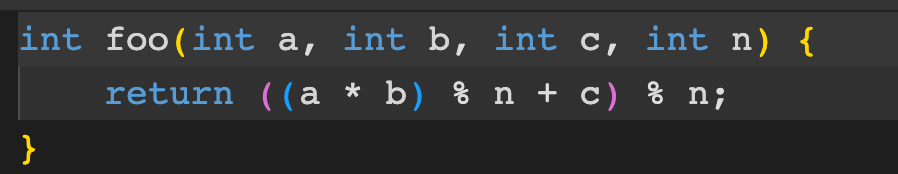 int foo(int a, int b, int c, int n) {
    return ((a * b) % n + c) % n;
}